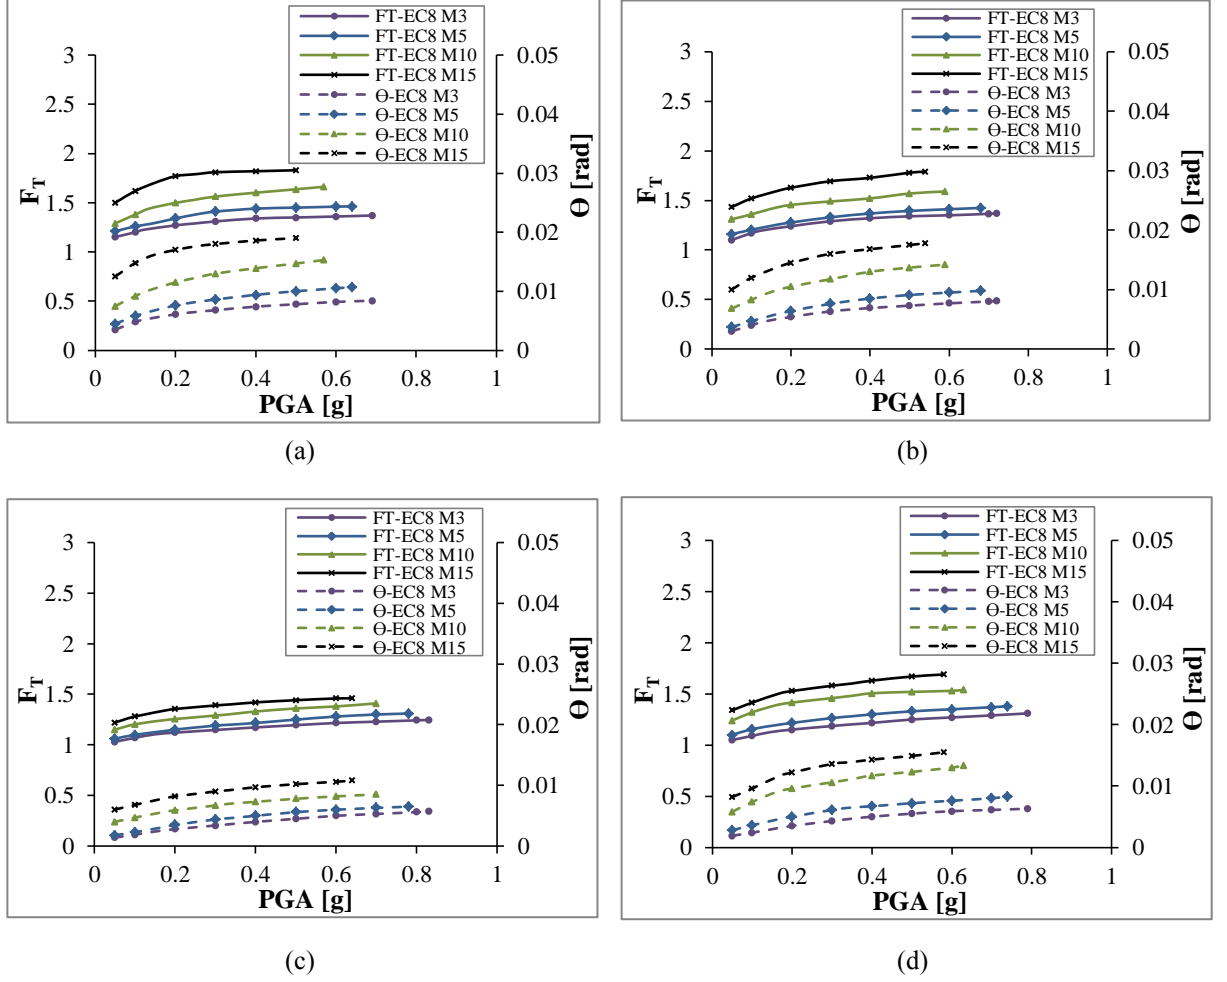 FT-EC8 M3
FT-EC8 M5
FT-EC8 M10
FT-EC8 M15
Ɵ-EC8 M3
Ɵ-EC8 M5
Ɵ-EC8 M10
Ɵ-EC8 M15
3
2.5
2
1.5
1
0.5
0
F_T
0.05
0.04
0.03
0.02
0.01
0
Ɵ [rad]
0 0.2 0.4 0.6 0.8 1
PGA [g]
(a)
FT-EC8 M3
FT-EC8 M5
FT-EC8 M10
FT-EC8 M15
Ɵ-EC8 M3
Ɵ-EC8 M5
Ɵ-EC8 M10
Ɵ-EC8 M15
3
2.5
2
1.5
1
0.5
0
F_T
0.05
0.04
0.03
0.02
0.01
0
Ɵ [rad]
0 0.2 0.4 0.6 0.8 1
PGA [g]
(b)
FT-EC8 M3
FT-EC8 M5
FT-EC8 M10
FT-EC8 M15
Ɵ-EC8 M3
Ɵ-EC8 M5
Ɵ-EC8 M10
Ɵ-EC8 M15
3
2.5
2
1.5
1
0.5
0
F_T
0.05
0.04
0.03
0.02
0.01
0
Ɵ [rad]
0 0.2 0.4 0.6 0.8 1
PGA [g]
(c)
FT-EC8 M3
FT-EC8 M5
FT-EC8 M10
FT-EC8 M15
Ɵ-EC8 M3
Ɵ-EC8 M5
Ɵ-EC8 M10
Ɵ-EC8 M15
3
2.5
2
1.5
1
0.5
0
F_T
0.05
0.04
0.03
0.02
0.01
0
Ɵ [rad]
0 0.2 0.4 0.6 0.8 1
PGA [g]
(d)